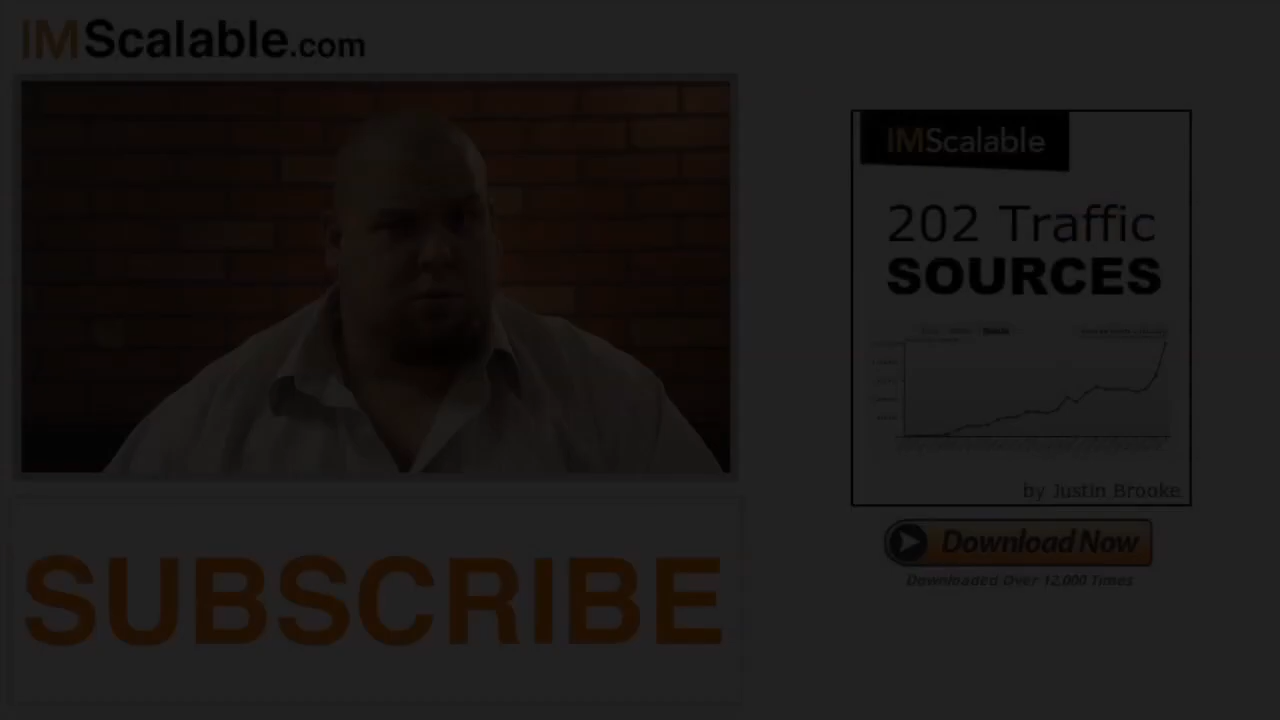 IMScalable.com
IMScalable
202 Traffic
SOURCES
by Justin Brooke
Download Now
Downloaded Over 12,000 Times
SUBSCRIBE